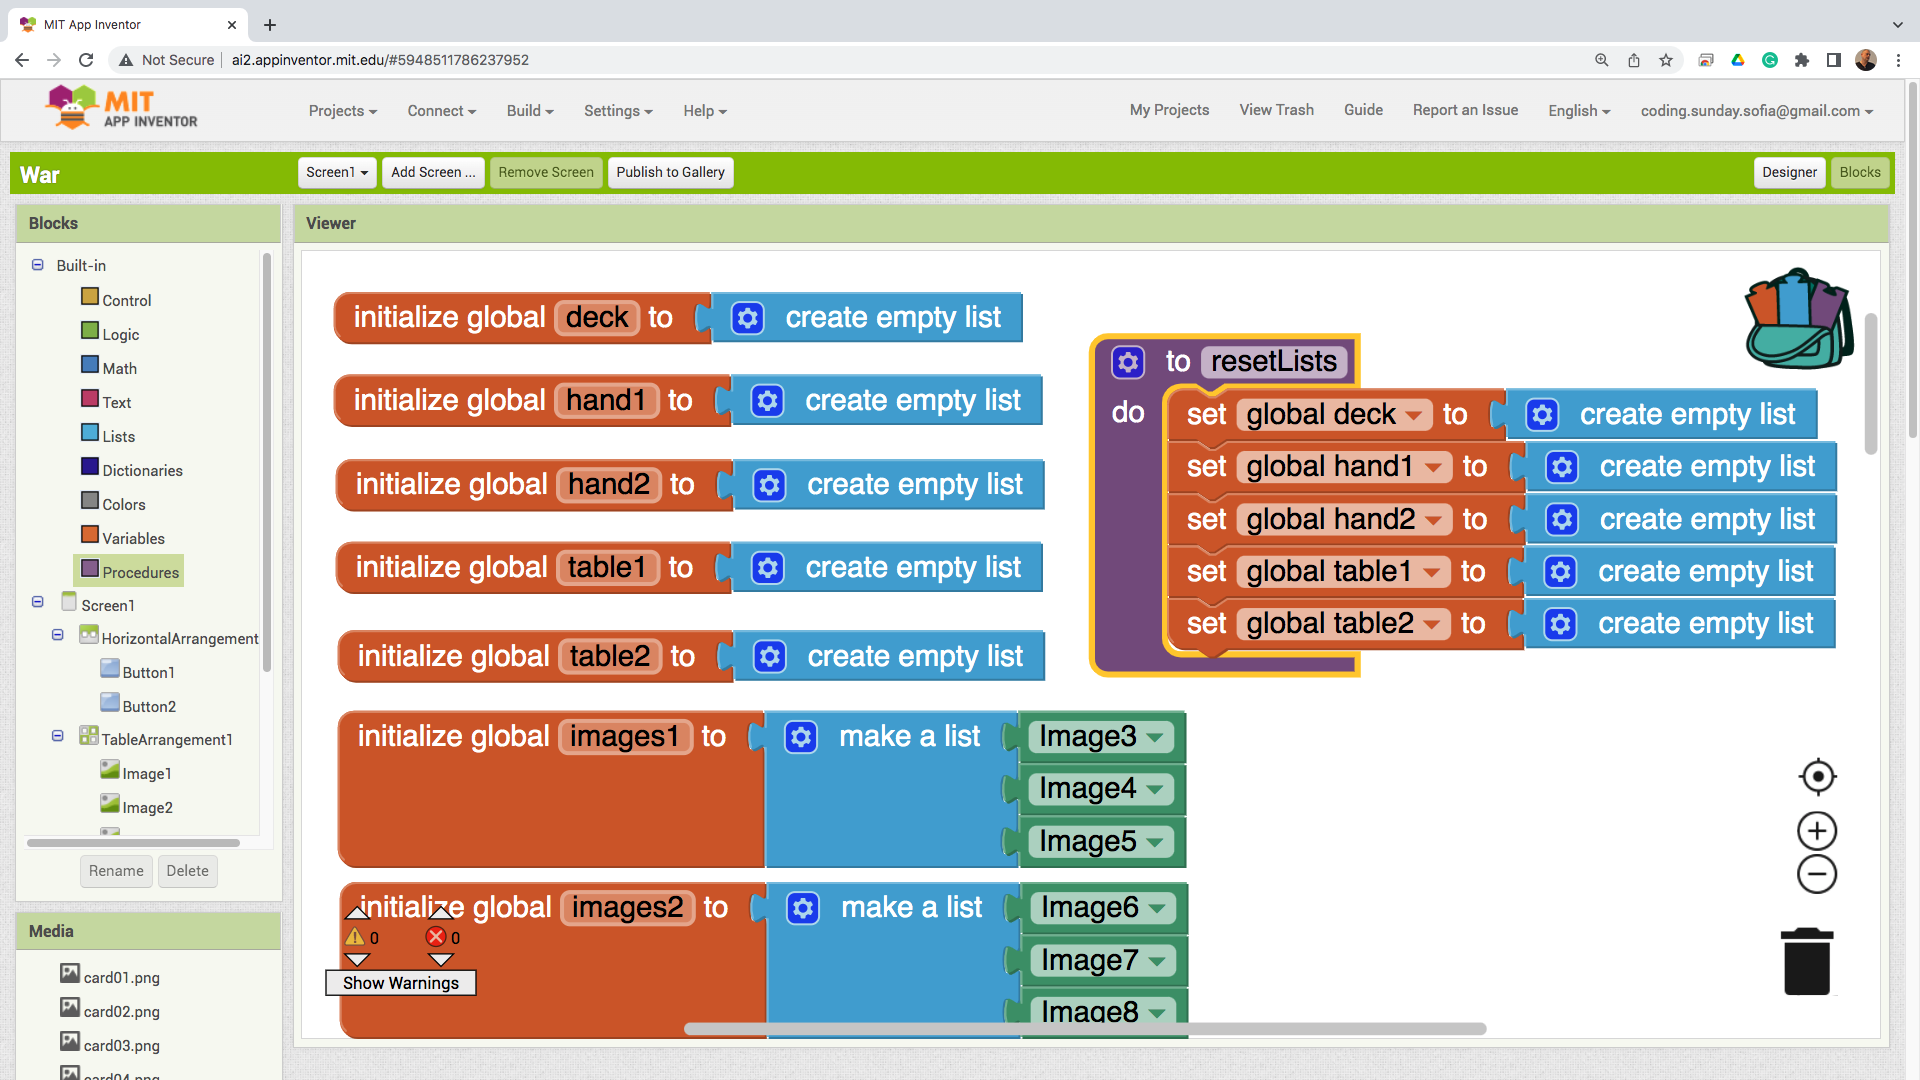 MIT App Inventor
Not Secure
ai2.appinventor.mit.edu/#5948511786237952
MIT
APP INVENTOR
Projects
Connect
Build
Settings
Help
My Projects
View Trash
Guide
Report an Issue
English
coding.sunday.sofia@gmail.com
War
Screen1
Add Screen ...
Remove Screen
Publish to Gallery
Designer
Blocks
Blocks
Built-in
Control
Logic
Math
Text
Lists
Dictionaries
Colors
Variables
Procedures
Screen1
HorizontalArrangement
Button1
Button2
TableArrangement1
Image1
Image2
Rename
Delete
Media
card01.png
card02.png
card03.png
card04.png
Viewer
initialize global deck to create empty list
initialize global hand1 to create empty list
initialize global hand2 to create empty list
initialize global table1 to create empty list
initialize global table2 to create empty list
initialize global images1 to make a list Image3
Image4
Image5
initialize global images2 to make a list Image6
Image7
Image8
0
0
Show Warnings
to resetLists
do set global deck to create empty list
set global hand1 to create empty list
set global hand2 to create empty list
set global table1 to create empty list
set global table2 to create empty list